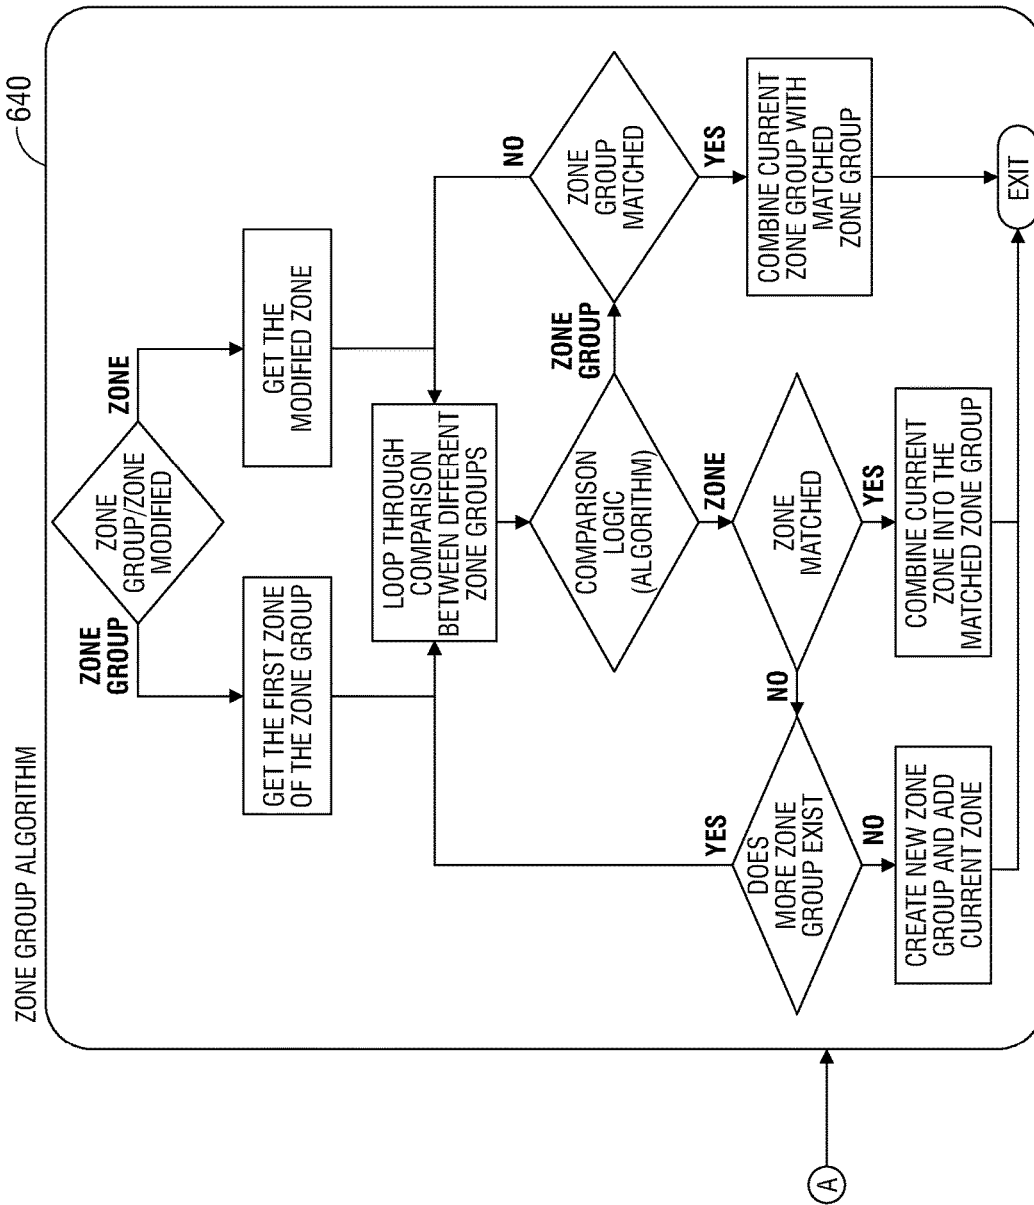 ZONE GROUP ALGORITHM
640
ZONE
GROUP/ZONE
MODIFIED
ZONE
GROUP
ZONE
GET THE FIRST ZONE
OF THE ZONE GROUP
GET THE
MODIFIED ZONE
LOOP THROUGH
COMPARISON
BETWEEN DIFFERENT
ZONE GROUPS
COMPARISON
LOGIC
(ALGORITHM)
ZONE
GROUP
ZONE
GROUP
MATCHED
NO
YES
COMBINE CURRENT
ZONE GROUP WITH
MATCHED
ZONE GROUP
ZONE
ZONE
MATCHED
NO
YES
DOES
MORE ZONE
GROUP EXIST
YES
NO
CREATE NEW ZONE
GROUP AND ADD
CURRENT ZONE
COMBINE CURRENT
ZONE INTO THE
MATCHED ZONE GROUP
EXIT
A